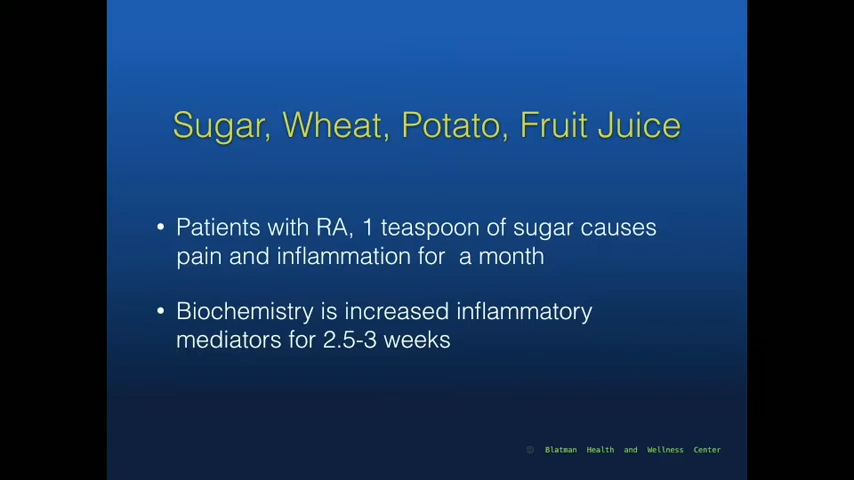 Sugar, Wheat, Potato, Fruit Juice
• Patients with RA, 1 teaspoon of sugar causes
pain and inflammation for a month
• Biochemistry is increased inflammatory
mediators for 2.5-3 weeks
© Blatman Health and Wellness Center